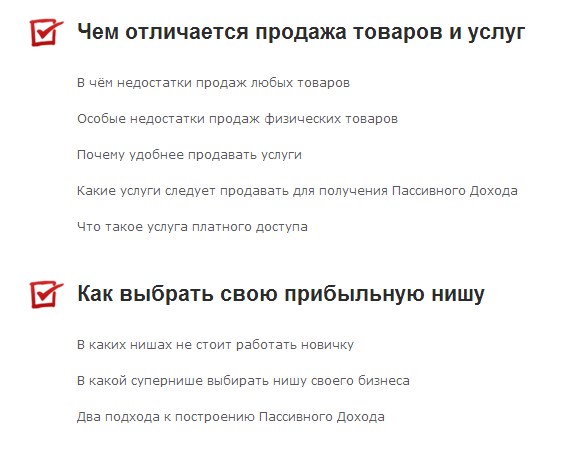 Чем отличается продажа товаров и услуг
В чём недостатки продаж любых товаров
Особые недостатки продаж физических товаров
Почему удобнее продавать услуги
Какие услуги следует продавать для получения Пассивного Дохода
Что такое услуга платного доступа
Как выбрать свою прибыльную нишу
В каких нишах не стоит работать новичку
В какой супернише выбирать нишу своего бизнеса
Два подхода к построению Пассивного Дохода